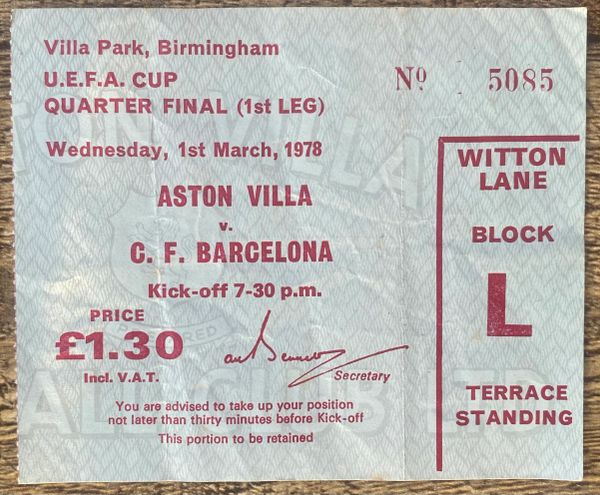 Villa Park, Birmingham
U.E.F.A. CUP
QUARTER FINAL (1st LEG)
Wednesday, 1st March, 1978
ASTON VILLA
v.
C. F. BARCELONA
Kick-off 7-30 p.m.
PRICE
£1.30
Incl. V.A.T.
Secretary
You are advised to take up your position
not later than thirty minutes before Kick-off
This portion to be retained
Nº 5085
WITTON
LANE
BLOCK
L
TERRACE
STANDING